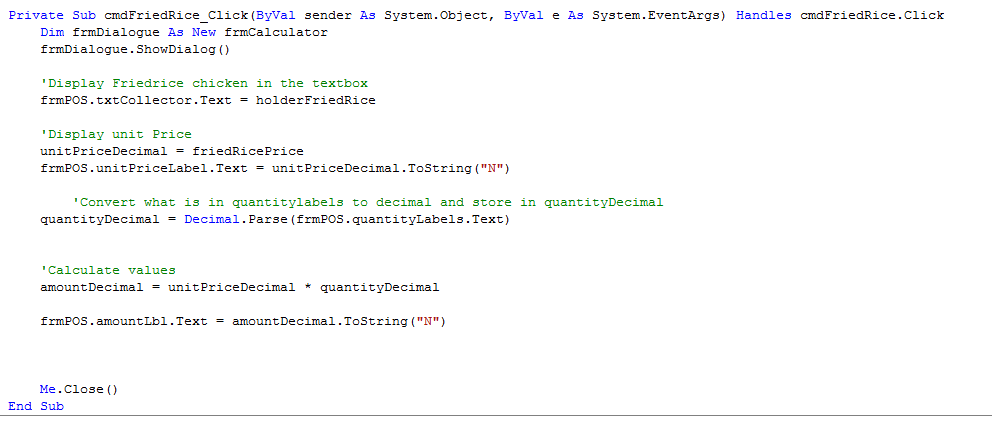 Private Sub cmdFriedRice_Click(ByVal sender As System.Object, ByVal e As System.EventArgs) Handles cmdFriedRice.Click
    Dim frmDialogue As New frmCalculator
    frmDialogue.ShowDialog()
    'Display Friedrice chicken in the textbox
    frmPOS.txtCollector.Text = holderFriedRice
    'Display unit Price
    unitPriceDecimal = friedRicePrice
    frmPOS.unitPriceLabel.Text = unitPriceDecimal.ToString("N")
        'Convert what is in quantitylabels to decimal and store in quantityDecimal
    quantityDecimal = Decimal.Parse(frmPOS.quantityLabels.Text)
    'Calculate values
    amountDecimal = unitPriceDecimal * quantityDecimal
    frmPOS.amountLbl.Text = amountDecimal.ToString("N")
    Me.Close()
End Sub